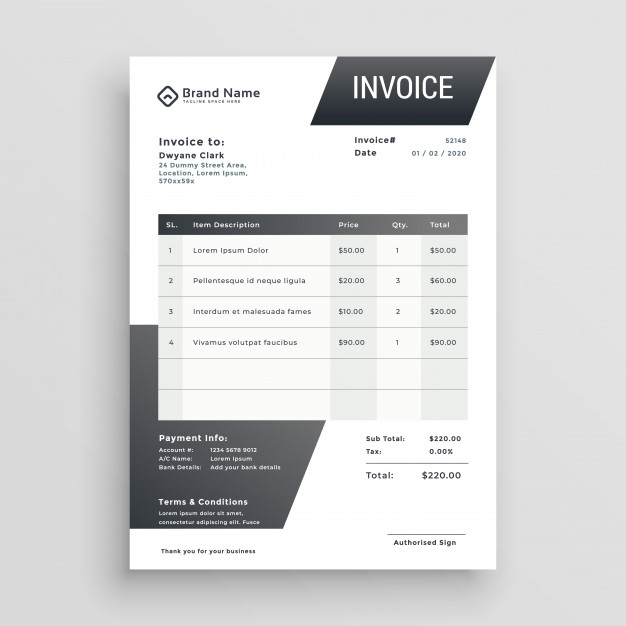 Brand Name
TAGLINE SPACE HERE
INVOICE
Invoice to:
Dwyane Clark
24 Dummy Street Area,
Location, Lorem Ipsum,
570xx59x
Invoice# 52148
Date 01 / 02 / 2020
SL. Item Description Price Qty. Total
1 Lorem Ipsum Dolor $50.00 1 $50.00
2 Pellentesque id neque ligula $20.00 3 $60.00
3 Interdum et malesuada fames $10.00 2 $20.00
4 Vivamus volutpat faucibus $90.00 1 $90.00
Payment Info:
Account #: 1234 5678 9012
A/C Name: Lorem Ipsum
Bank Details: Add your bank details
Sub Total: $220.00
Tax: 0.00%
Total: $220.00
Terms & Conditions
Lorem ipsum dolor sit amet,
consectetur adipiscing elit. Fusce
Authorised Sign
Thank you for your business